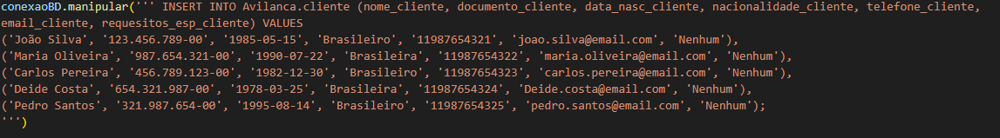 conexaoBD.manipular(''' INSERT INTO Avilanca.cliente (nome_cliente, documento_cliente, data_nasc_cliente, nacionalidade_cliente, telefone_cliente,
email_cliente, requesitos_esp_cliente) VALUES
('João Silva', '123.456.789-00', '1985-05-15', 'Brasileiro', '11987654321', 'joao.silva@email.com', 'Nenhum'),
('Maria Oliveira', '987.654.321-00', '1990-07-22', 'Brasileira', '11987654322', 'maria.oliveira@email.com', 'Nenhum'),
('Carlos Pereira', '456.789.123-00', '1982-12-30', 'Brasileiro', '11987654323', 'carlos.pereira@email.com', 'Nenhum'),
('Deide Costa', '654.321.987-00', '1978-03-25', 'Brasileira', '11987654324', 'Deide.costa@email.com', 'Nenhum'),
('Pedro Santos', '321.987.654-00', '1995-08-14', 'Brasileiro', '11987654325', 'pedro.santos@email.com', 'Nenhum');
''')